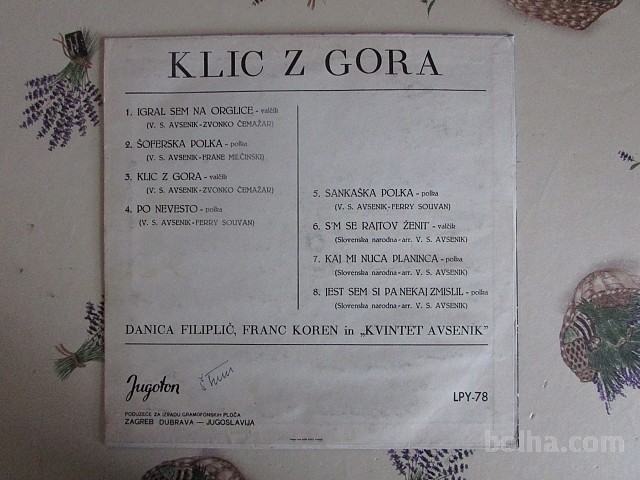 KLIC Z GORA
1. IGRAL SEM NA ORGLICE - valčik
(V. S. AVSENIK-ZVONKO ČEMAŽAR)
2. ŠOFERSKA POLKA - polka
(V. S. AVSENIK-FRANE MILČINSKI)
3. KLIC Z GORA - valčik
(V. S. AVSENIK-ZVONKO ČEMAŽAR)
4. PO NEVESTO - polka
(V. S. AVSENIK-FERRY SOUVAN)
5. SANKAŠKA POLKA - polka
(V. S. AVSENIK-FERRY SOUVAN)
6. S'M SE RAJTOV ŽENIT - valčik
(Slovenska narodna-arr. V. S. AVSENIK)
7. KAJ MI NUCA PLANINCA - polka
(Slovenska narodna-arr. V. S. AVSENIK)
8. JEST SEM SI PA NEKAJ ZMISLIL - polka
(Slovenska narodna-arr. V. S. AVSENIK)
DANICA FILIPLIČ, FRANC KOREN in „KVINTET AVSENIK"
Jugoton
LPY-78
PODUZEĆE ZA IZRADU GRAMOFONSKIH PLOČA
ZAGREB DUBRAVA — JUGOSLAVIJA
bolha.com